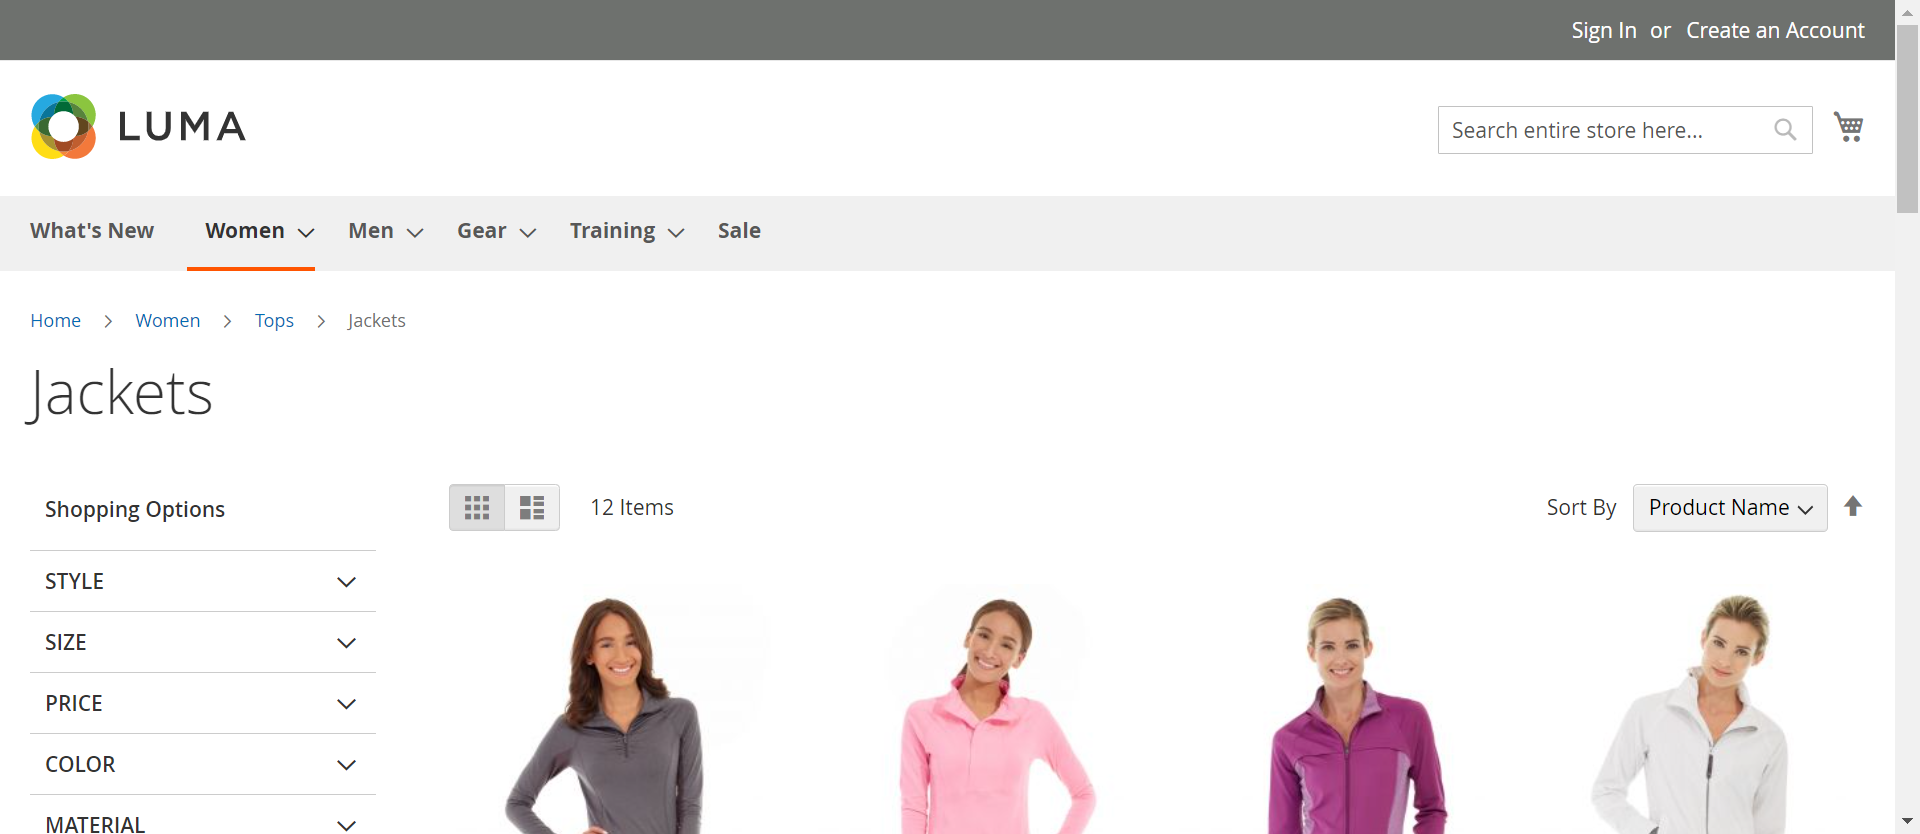 Sign In or Create an Account
LUMA
Search entire store here...
What's New Women Men Gear Training Sale
Home Women Tops Jackets
Jackets
Shopping Options
12 Items
Sort By Product Name
STYLE
SIZE
PRICE
COLOR
MATERIAL